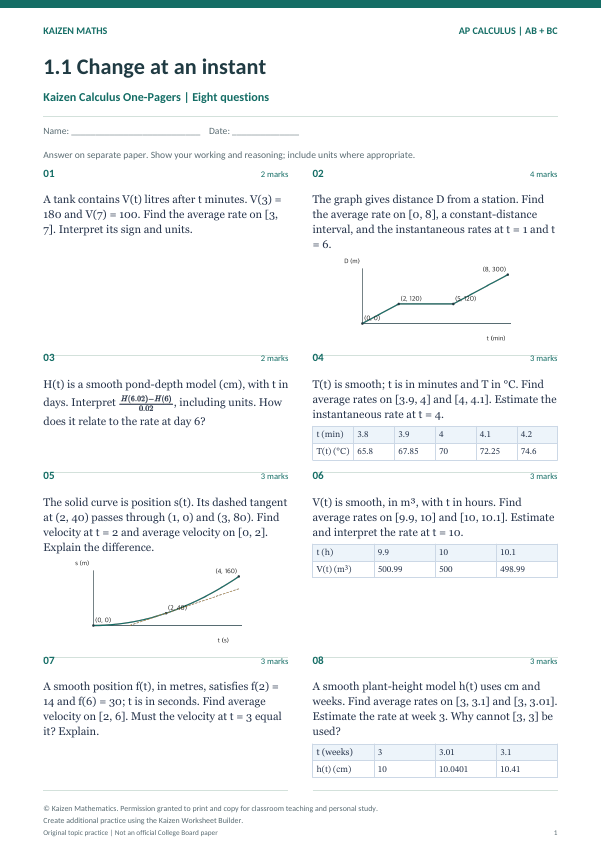 KAIZEN MATHS
AP CALCULUS | AB + BC
1.1 Change at an instant
Kaizen Calculus One-Pagers | Eight questions
Name: ____________________________ Date: ______________
Answer on separate paper. Show your working and reasoning; include units where appropriate.
01 2 marks
A tank contains V(t) litres after t minutes. V(3) =
180 and V(7) = 100. Find the average rate on [3,
7]. Interpret its sign and units.
02 4 marks
The graph gives distance D from a station. Find
the average rate on [0, 8], a constant-distance
interval, and the instantaneous rates at t = 1 and t
= 6.
D (m)
(8, 300)
(2, 120)
(5, 120)
(0, 0)
t (min)
03 2 marks
H(t) is a smooth pond-depth model (cm), with t in
days. Interpret \frac{H(6.02)−H(6)}{0.02}, including units. How
does it relate to the rate at day 6?
04 3 marks
T(t) is smooth; t is in minutes and T in °C. Find
average rates on [3.9, 4] and [4, 4.1]. Estimate the
instantaneous rate at t = 4.
t (min) 3.8 3.9 4 4.1 4.2
T(t) (°C) 65.8 67.85 70 72.25 74.6
05 3 marks
The solid curve is position s(t). Its dashed tangent
at (2, 40) passes through (1, 0) and (3, 80). Find
velocity at t = 2 and average velocity on [0, 2].
Explain the difference.
s (m)
(4, 160)
(2, 40)
(0, 0)
t (s)
06 3 marks
V(t) is smooth, in m³, with t in hours. Find
average rates on [9.9, 10] and [10, 10.1]. Estimate
and interpret the rate at t = 10.
t (h) 9.9 10 10.1
V(t) (m³) 500.99 500 498.99
07 3 marks
A smooth position f(t), in metres, satisfies f(2) =
14 and f(6) = 30; t is in seconds. Find average
velocity on [2, 6]. Must the velocity at t = 3 equal
it? Explain.
08 3 marks
A smooth plant-height model h(t) uses cm and
weeks. Find average rates on [3, 3.1] and [3, 3.01].
Estimate the rate at week 3. Why cannot [3, 3] be
used?
t (weeks) 3 3.01 3.1
h(t) (cm) 10 10.0401 10.41
© Kaizen Mathematics. Permission granted to print and copy for classroom teaching and personal study.
Create additional practice using the Kaizen Worksheet Builder.
Original topic practice | Not an official College Board paper
1